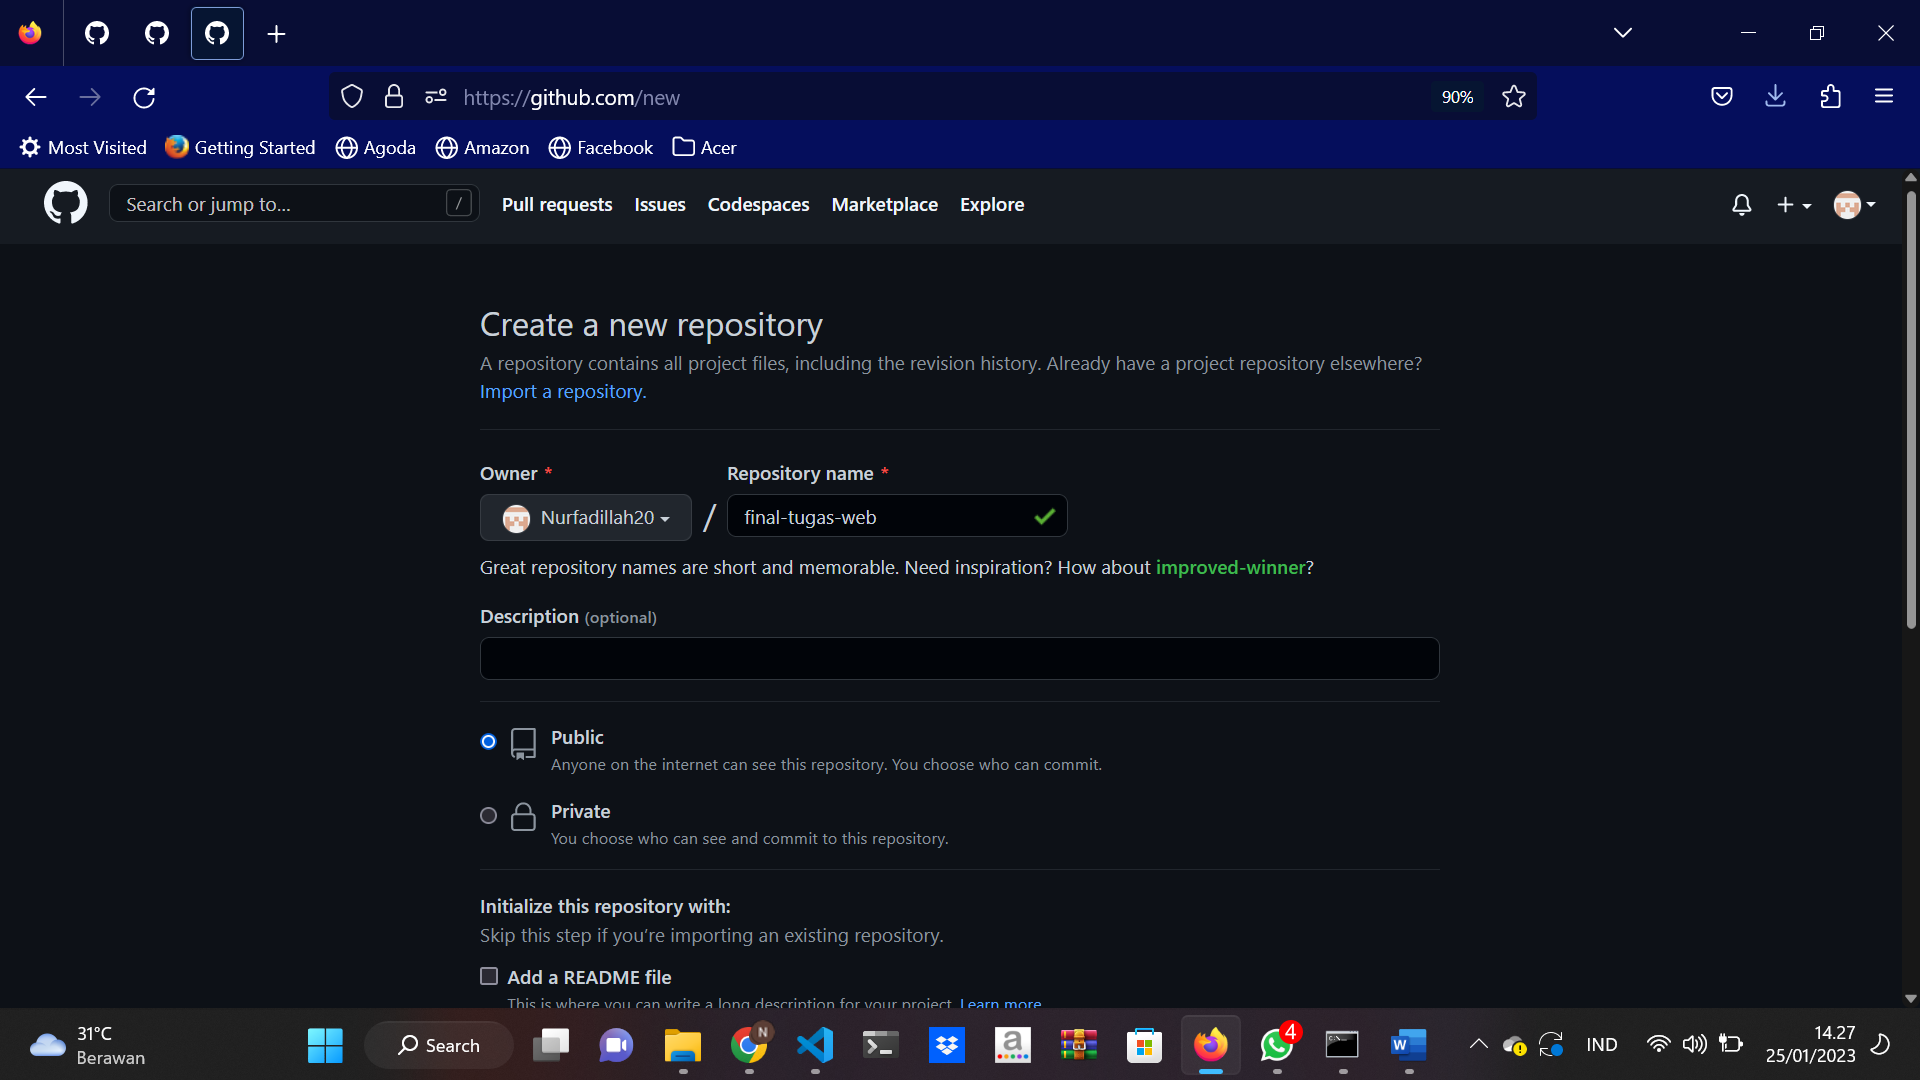 https://github.com/new
90%
Most Visited Getting Started Agoda Amazon Facebook Acer
Search or jump to... / Pull requests Issues Codespaces Marketplace Explore
Create a new repository
A repository contains all project files, including the revision history. Already have a project repository elsewhere?
Import a repository.
Owner * Repository name *
Nurfadillah20 / final-tugas-web
Great repository names are short and memorable. Need inspiration? How about improved-winner?
Description (optional)
Public
Anyone on the internet can see this repository. You choose who can commit.
Private
You choose who can see and commit to this repository.
Initialize this repository with:
Skip this step if you’re importing an existing repository.
Add a README file
This is where you can write a long description for your project. Learn more.
31°C
Berawan
Search
N
a
4
W
IND
14.27
25/01/2023